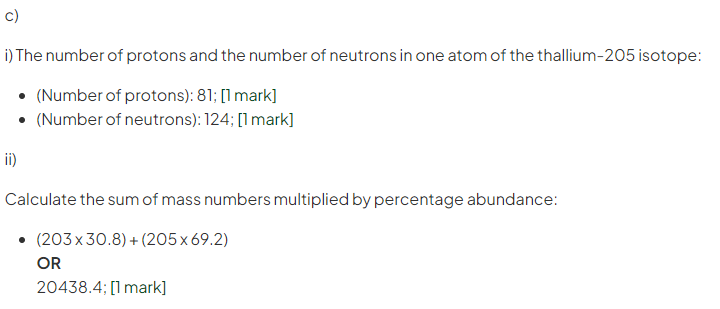 c)
i) The number of protons and the number of neutrons in one atom of the thallium-205 isotope:
• (Number of protons): 81; [1 mark]
• (Number of neutrons): 124; [1 mark]
ii)
Calculate the sum of mass numbers multiplied by percentage abundance:
• (203 x 30.8) + (205 x 69.2)
OR
20438.4; [1 mark]